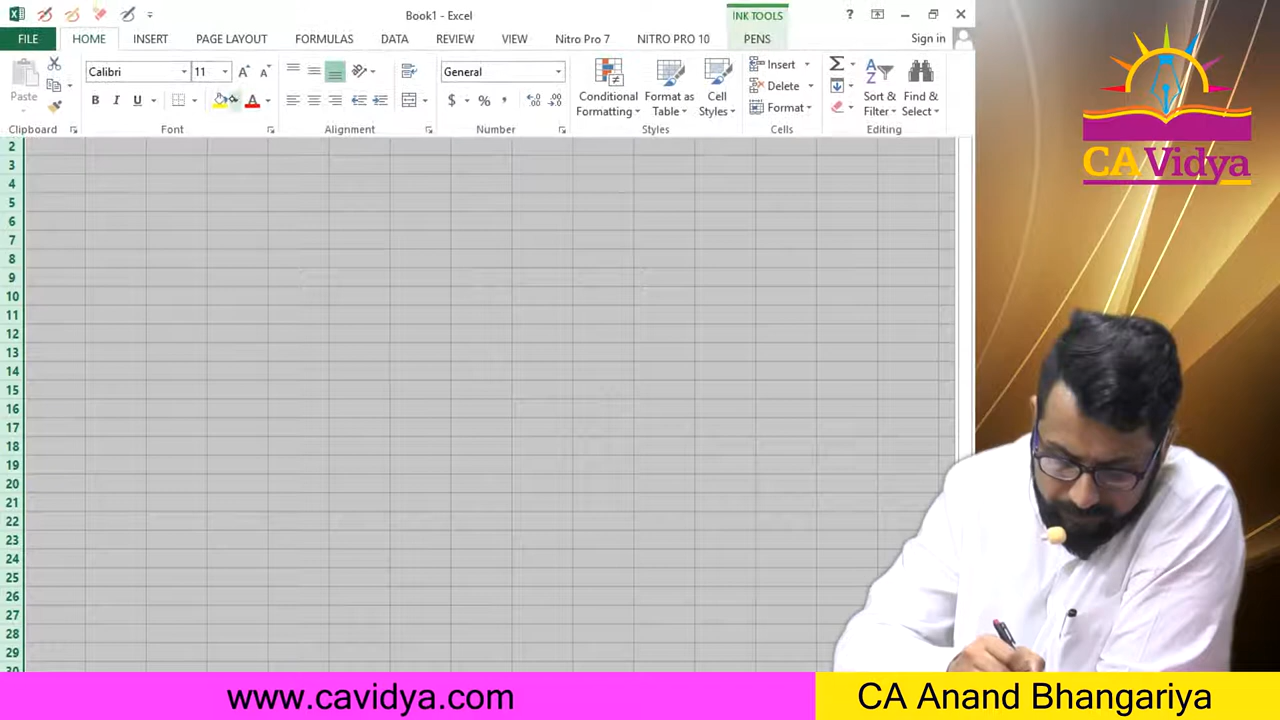 Book1 - Excel
INK TOOLS
?
FILE
HOME
INSERT
PAGE LAYOUT
FORMULAS
DATA
REVIEW
VIEW
Nitro Pro 7
NITRO PRO 10
PENS
Sign in
Paste
Calibri
11
A A
B I U
A
General
$ % ,
Conditional
Formatting
Format as
Table
Cell
Styles
Insert
Delete
Format
Σ
Sort &
Filter
Find &
Select
Clipboard
Font
Alignment
Number
Styles
Cells
Editing
2
3
4
5
6
7
8
9
10
11
12
13
14
15
16
17
18
19
20
21
22
23
24
25
26
27
28
29
CA Vidya
www.cavidya.com
CA Anand Bhangariya